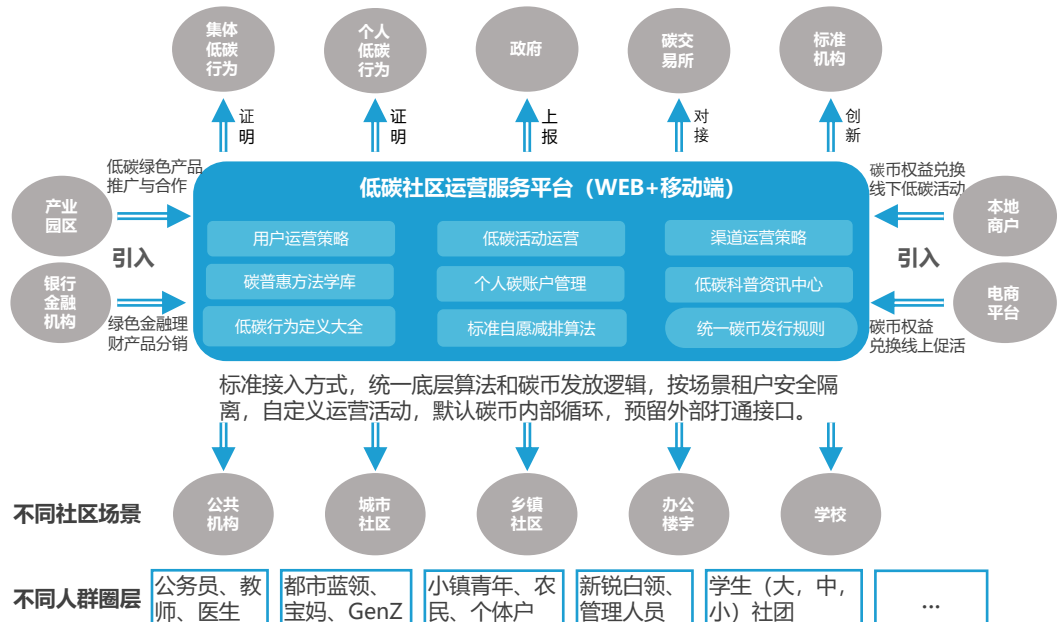 集体
低碳
行为
个人
低碳
行为
政府
碳交
易所
标准
机构
证
明
证
明
上
报
对
接
创
新
低碳绿色产品
推广与合作
碳币权益兑换
线下低碳活动
产业
园区
本地
商户
引入
引入
银行
金融
机构
电商
平台
绿色金融理
财产品分销
碳币权益
兑换线上促活
低碳社区运营服务平台（WEB+移动端）
用户运营策略
低碳活动运营
渠道运营策略
碳普惠方法学库
个人碳账户管理
低碳科普资讯中心
低碳行为定义大全
标准自愿减排算法
统一碳币发行规则
标准接入方式，统一底层算法和碳币发放逻辑，按场景租户安全隔
离，自定义运营活动，默认碳币内部循环，预留外部打通接口。
不同社区场景
公共
机构
城市
社区
乡镇
社区
办公
楼宇
学校
不同人群圈层
公务员、教
师、医生
都市蓝领、
宝妈、GenZ
小镇青年、农
民、个体户
新锐白领、
管理人员
学生（大，中，
小）社团
...